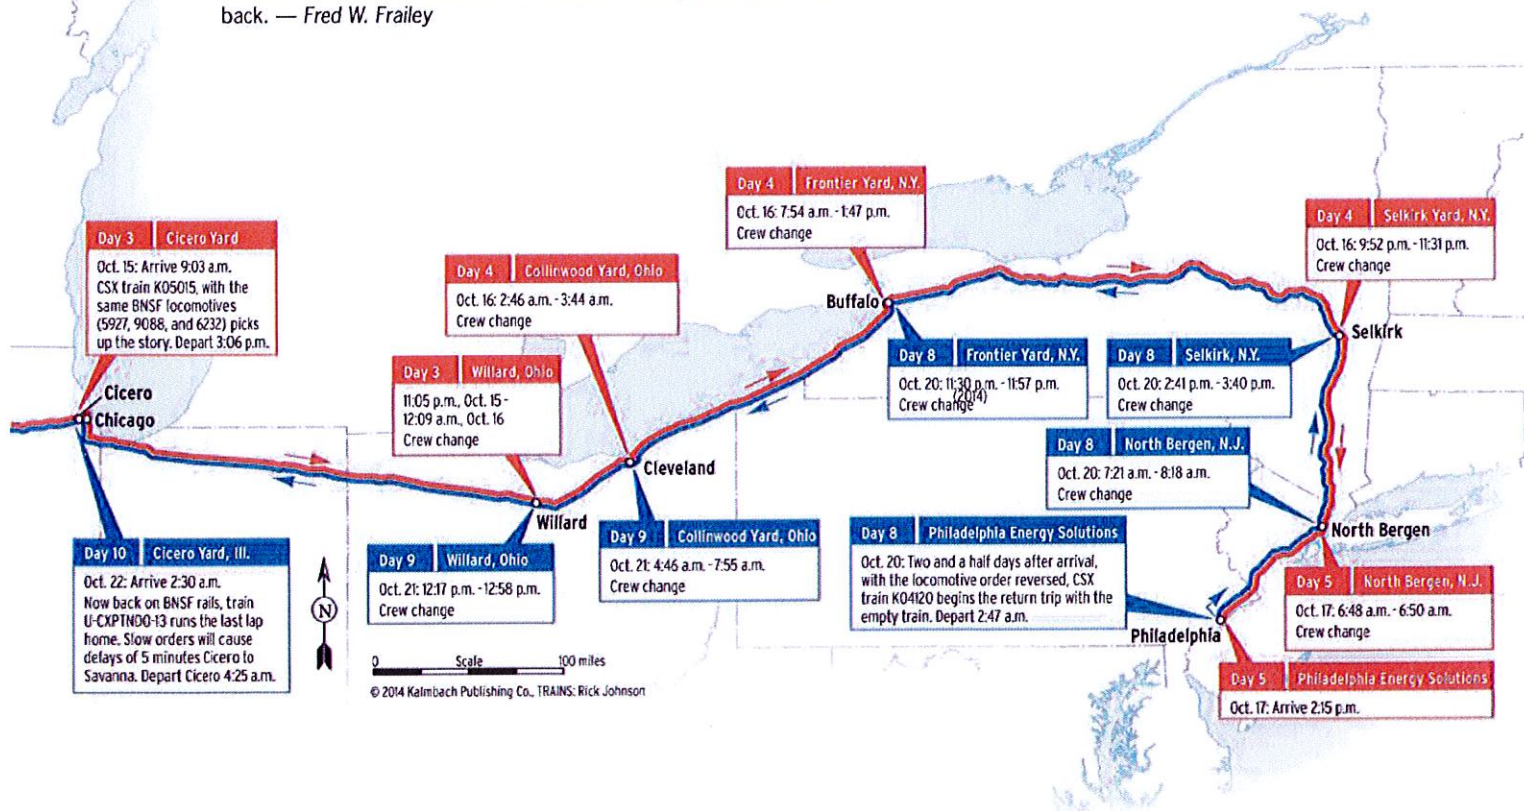 back. — Fred W. Frailey
Day 4 Frontier Yard, N.Y.
Oct. 16: 7:54 a.m. - 1:47 p.m.
Crew change
Day 4 Selkirk Yard, N.Y.
Oct. 16: 9:52 p.m. - 11:31 p.m.
Crew change
Day 3 Cicero Yard
Oct. 15: Arrive 9:03 a.m.
CSX train K05015, with the
same BNSF locomotives
(5927, 9088, and 6232) picks
up the story. Depart 3:06 p.m.
Day 4 Collinwood Yard, Ohio
Oct. 16: 2:46 a.m. - 3:44 a.m.
Crew change
Day 3 Willard, Ohio
11:05 p.m., Oct. 15 -
12:09 a.m., Oct. 16
Crew change
Buffalo
Selkirk
Day 8 Frontier Yard, N.Y.
Oct. 20: 11:30 p.m. - 11:57 p.m.
(2014)
Crew change
Day 8 Selkirk, N.Y.
Oct. 20: 2:41 p.m. - 3:40 p.m.
Crew change
Cicero
Chicago
Cleveland
Willard
Day 8 North Bergen, N.J.
Oct. 20: 7:21 a.m. - 8:18 a.m.
Crew change
North Bergen
Day 10 Cicero Yard, Ill.
Oct. 22: Arrive 2:30 a.m.
Now back on BNSF rails, train
U-CXPTND0-13 runs the last lap
home. Slow orders will cause
delays of 5 minutes Cicero to
Savanna. Depart Cicero 4:25 a.m.
N
Day 9 Willard, Ohio
Oct. 21: 12:17 p.m. - 12:58 p.m.
Crew change
Day 9 Collinwood Yard, Ohio
Oct. 21: 4:46 a.m. - 7:55 a.m.
Crew change
Day 8 Philadelphia Energy Solutions
Oct. 20: Two and a half days after arrival,
with the locomotive order reversed, CSX
train K04120 begins the return trip with the
empty train. Depart 2:47 a.m.
Philadelphia
Day 5 North Bergen, N.J.
Oct. 17: 6:48 a.m. - 6:50 a.m.
Crew change
Day 5 Philadelphia Energy Solutions
Oct. 17: Arrive 2:15 p.m.
0 Scale 100 miles
© 2014 Kalmbach Publishing Co., TRAINS: Rick Johnson